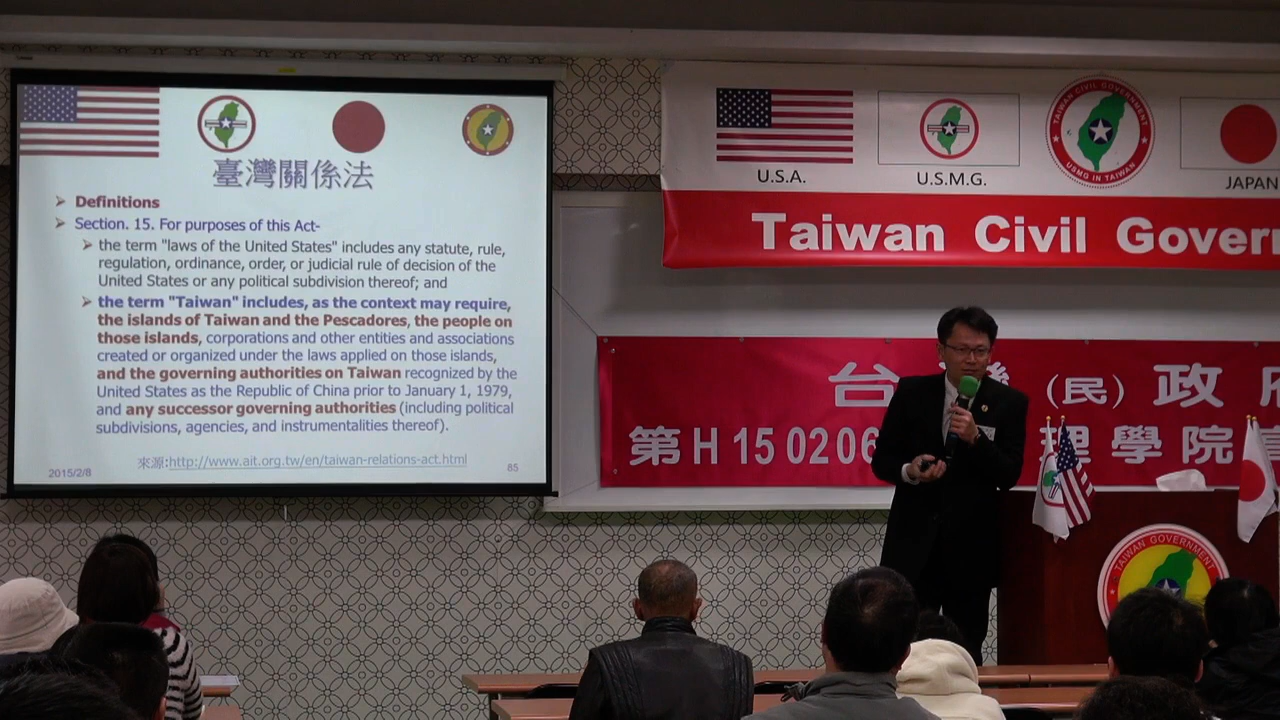 臺灣關係法
Definitions
Section. 15. For purposes of this Act-
the term "laws of the United States" includes any statute, rule,
regulation, ordinance, order, or judicial rule of decision of the
United States or any political subdivision thereof; and
the term "Taiwan" includes, as the context may require,
the islands of Taiwan and the Pescadores, the people on
those islands, corporations and other entities and associations
created or organized under the laws applied on those islands,
and the governing authorities on Taiwan recognized by the
United States as the Republic of China prior to January 1, 1979,
and any successor governing authorities (including political
subdivisions, agencies, and instrumentalities thereof).
來源:http://www.ait.org.tw/en/taiwan-relations-act.html
2015/2/8
85
U.S.A.
U.S.M.G.
TAIWAN CIVIL GOVERNMENT
USMG IN TAIWAN
JAPAN
Taiwan Civil Govern
台 (民) 政府
第H 15 02 06 理學院
TAIWAN GOVERNMENT